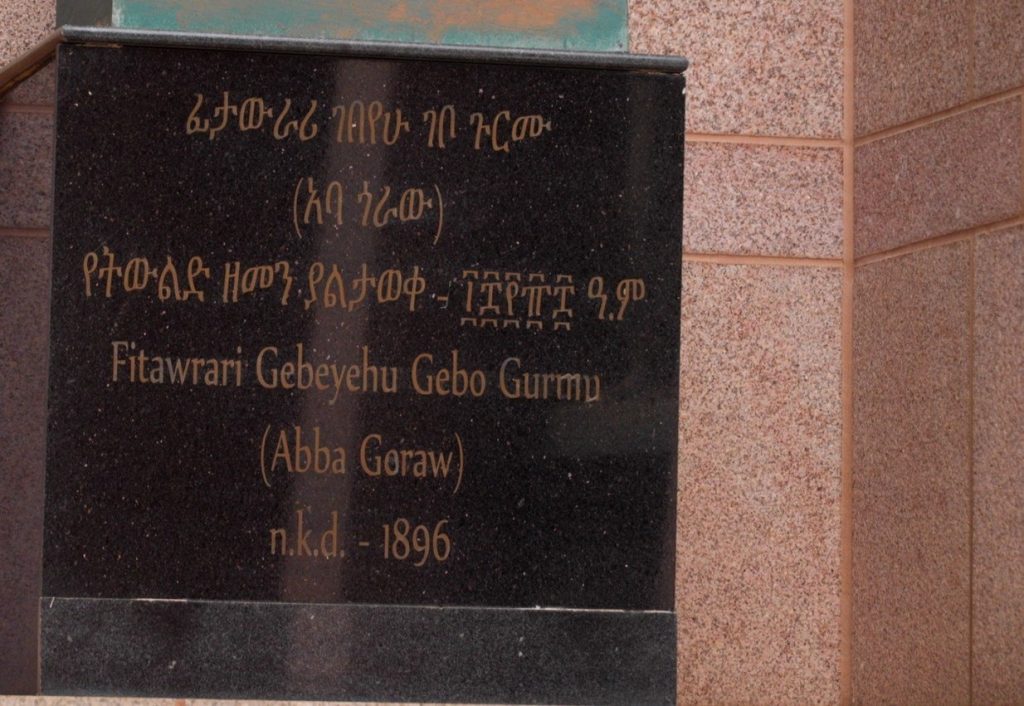 ፊታውራሪ ገበየሁ ገቦ ጉርሙ
(አባ ጎራው)
የትውልድ ዘመን ያልታወቀ - ፲፰፻፹፰ ዓ.ም
Fitawrari Gebeyehu Gebo Gurmu
(Abba Goraw)
n.k.d. - 1896